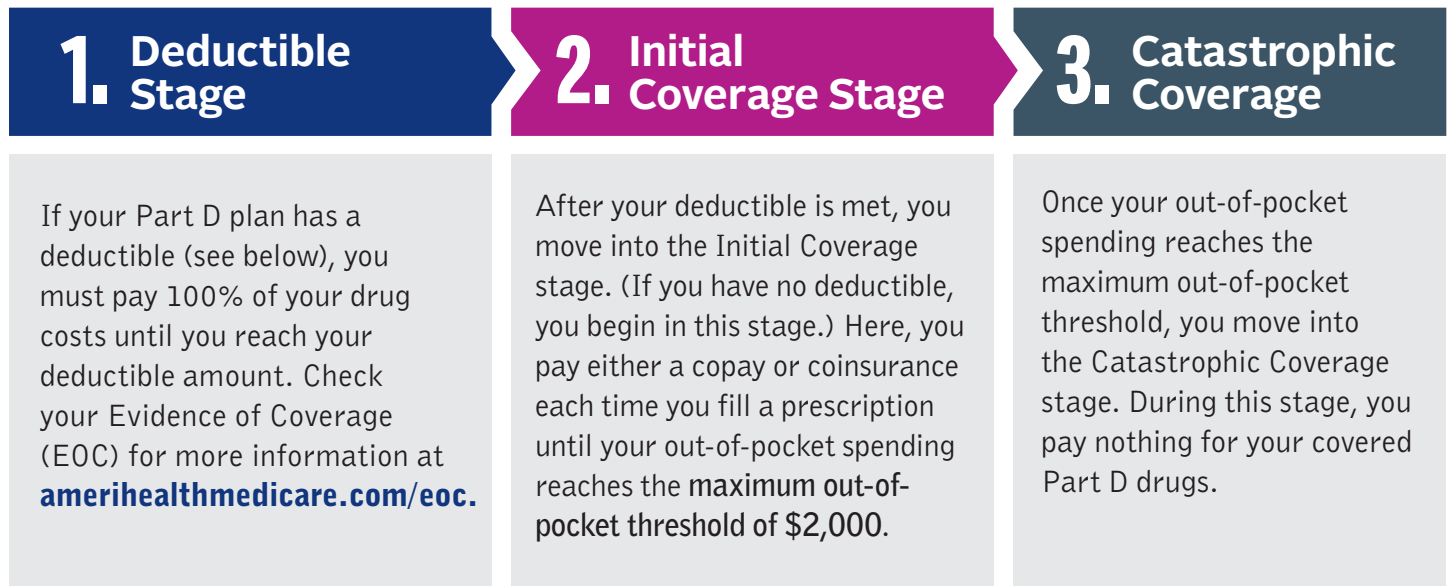 1. Deductible
Stage
If your Part D plan has a
deductible (see below), you
must pay 100% of your drug
costs until you reach your
deductible amount. Check
your Evidence of Coverage
(EOC) for more information at
amerihealthmedicare.com/eoc.
2. Initial
Coverage Stage
After your deductible is met, you
move into the Initial Coverage
stage. (If you have no deductible,
you begin in this stage.) Here, you
pay either a copay or coinsurance
each time you fill a prescription
until your out-of-pocket spending
reaches the maximum out-of-
pocket threshold of $2,000.
3. Catastrophic
Coverage
Once your out-of-pocket
spending reaches the
maximum out-of-pocket
threshold, you move into
the Catastrophic Coverage
stage. During this stage, you
pay nothing for your covered
Part D drugs.